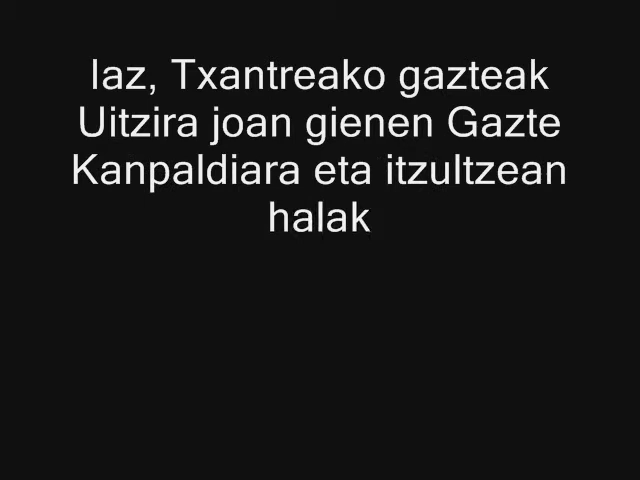 Iaz, Txantreako gazteak
Uitzira joan gienen Gazte
Kanpaldiara eta itzultzean
halak